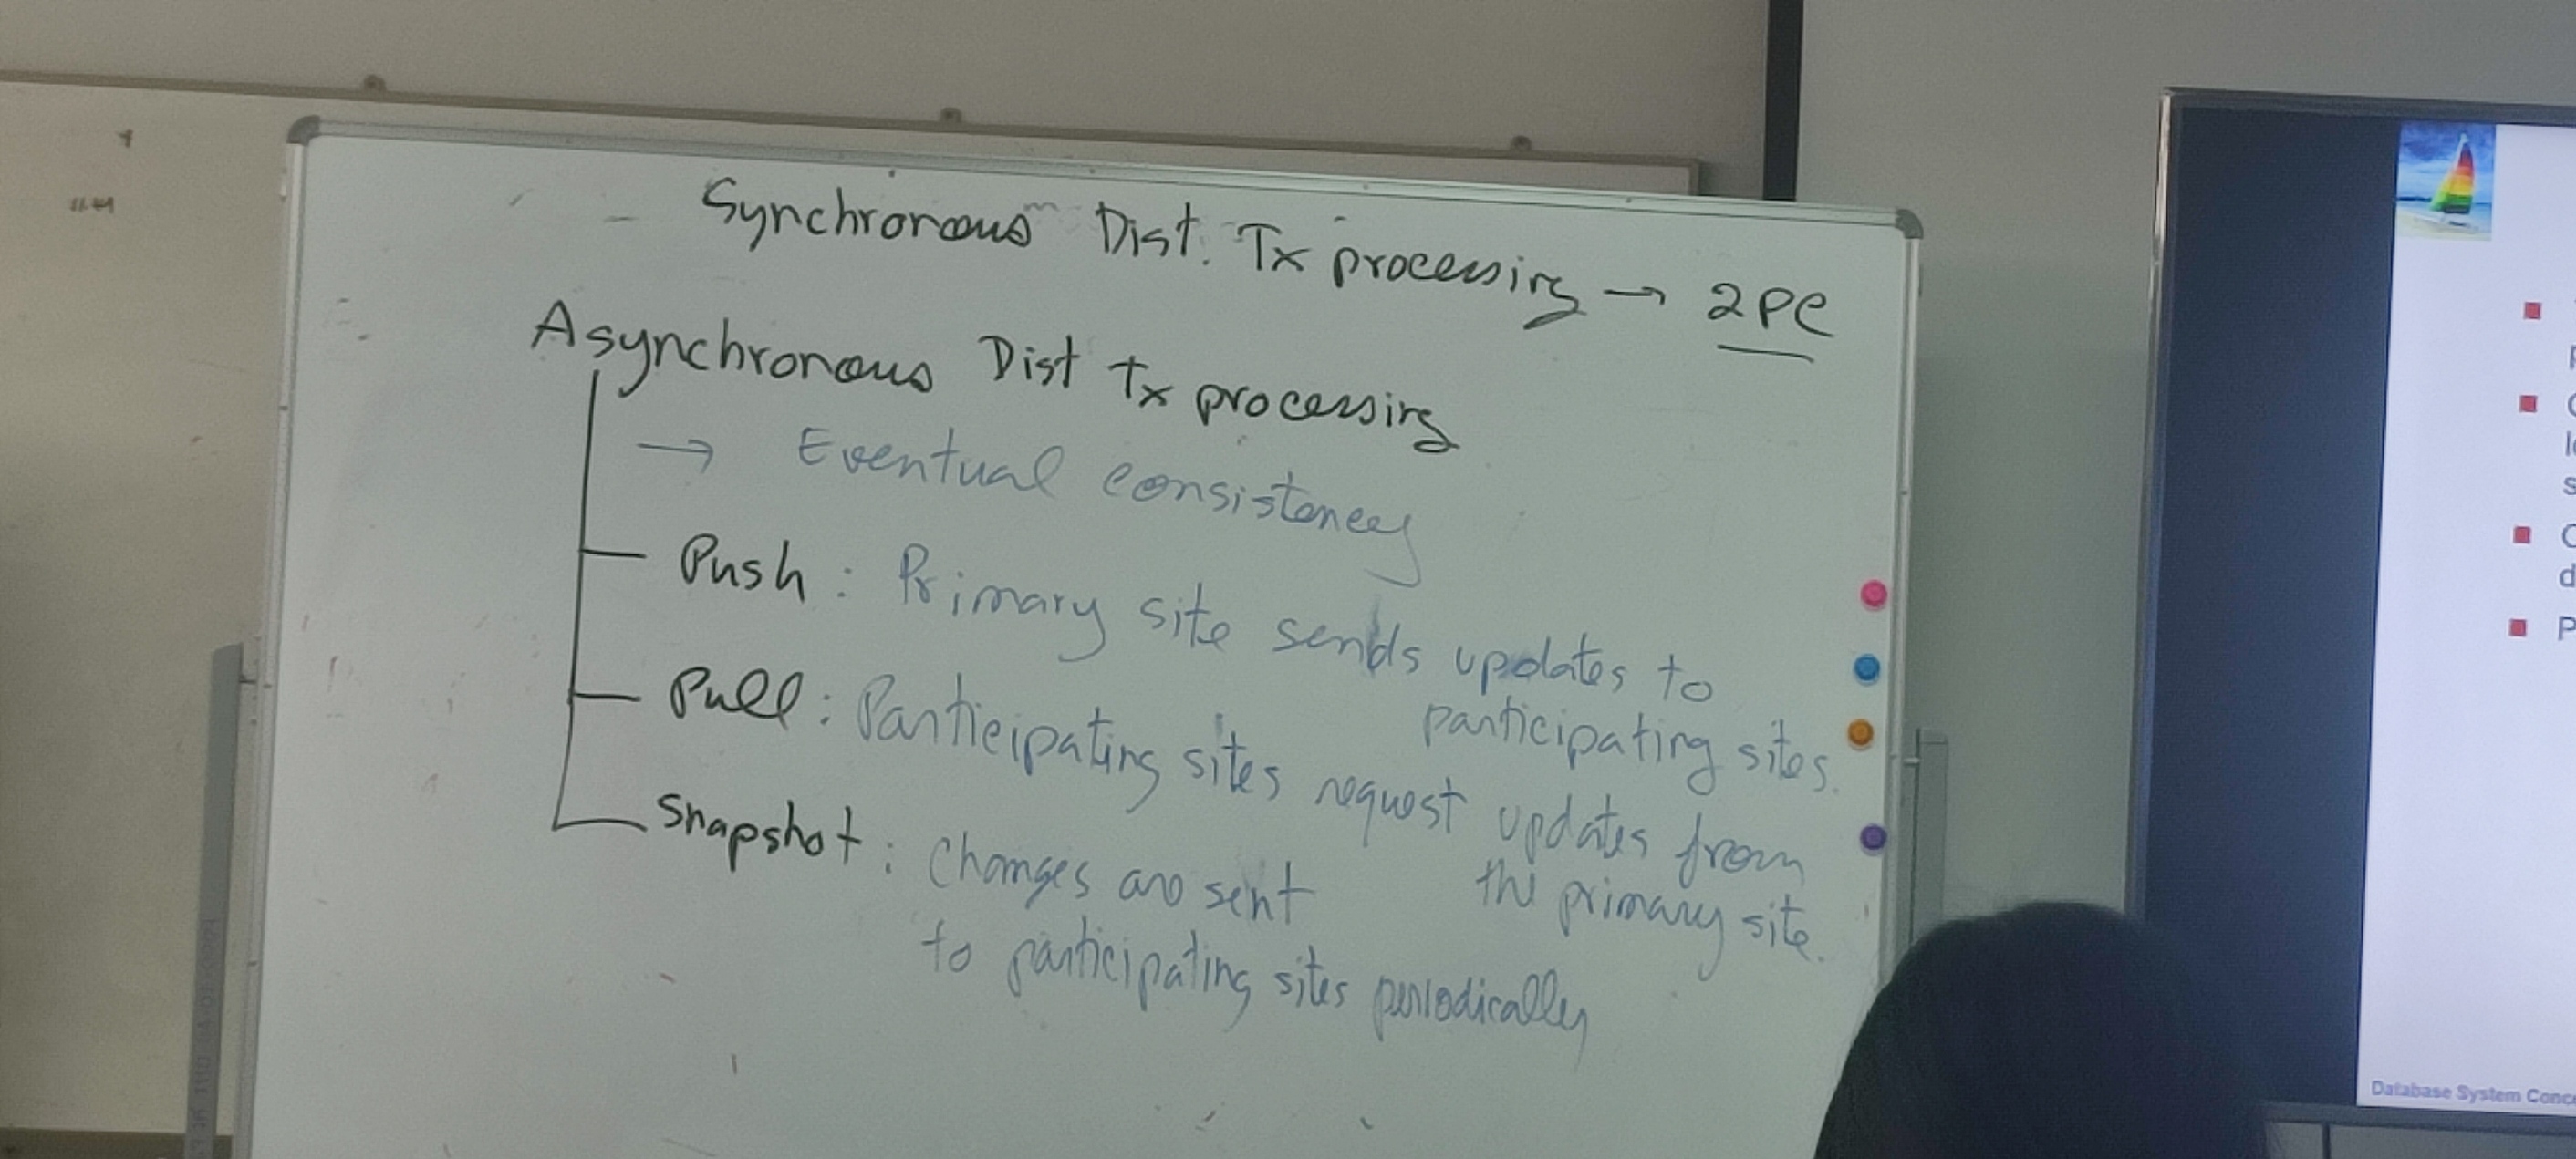 Synchronous Dist. Tx processing → 2PC
Asynchronous Dist Tx processing
→ Eventual consistency
Push : Primary site sends updates to
participating sites.
Pull : Participating sites request updates from
the primary site.
Snapshot : Changes are sent
to participating sites periodically
Database System Conce